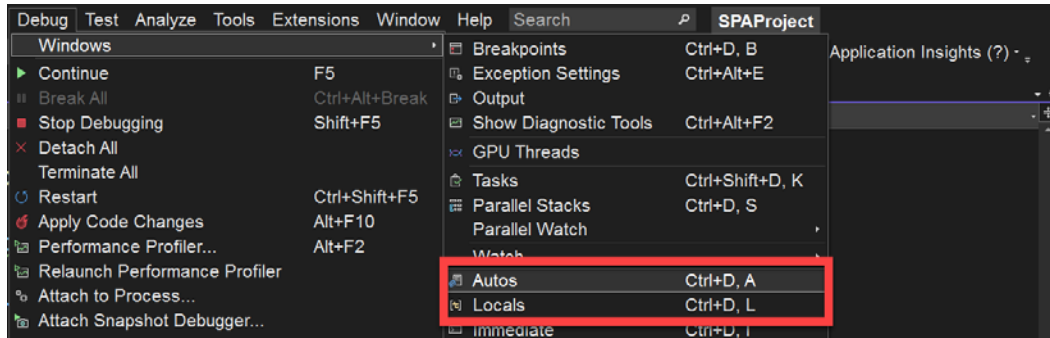 Debug Test Analyze Tools Extensions Window Help Search SPAProject
Windows
Continue F5
Break All Ctrl+Alt+Break
Stop Debugging Shift+F5
Detach All
Terminate All
Restart Ctrl+Shift+F5
Apply Code Changes Alt+F10
Performance Profiler... Alt+F2
Relaunch Performance Profiler
Attach to Process...
Attach Snapshot Debugger...
Breakpoints Ctrl+D, B
Exception Settings Ctrl+Alt+E
Output
Show Diagnostic Tools Ctrl+Alt+F2
GPU Threads
Tasks Ctrl+Shift+D, K
Parallel Stacks Ctrl+D, S
Parallel Watch
Watch
Autos Ctrl+D, A
Locals Ctrl+D, L
Immediate Ctrl+D, I
Application Insights (?)